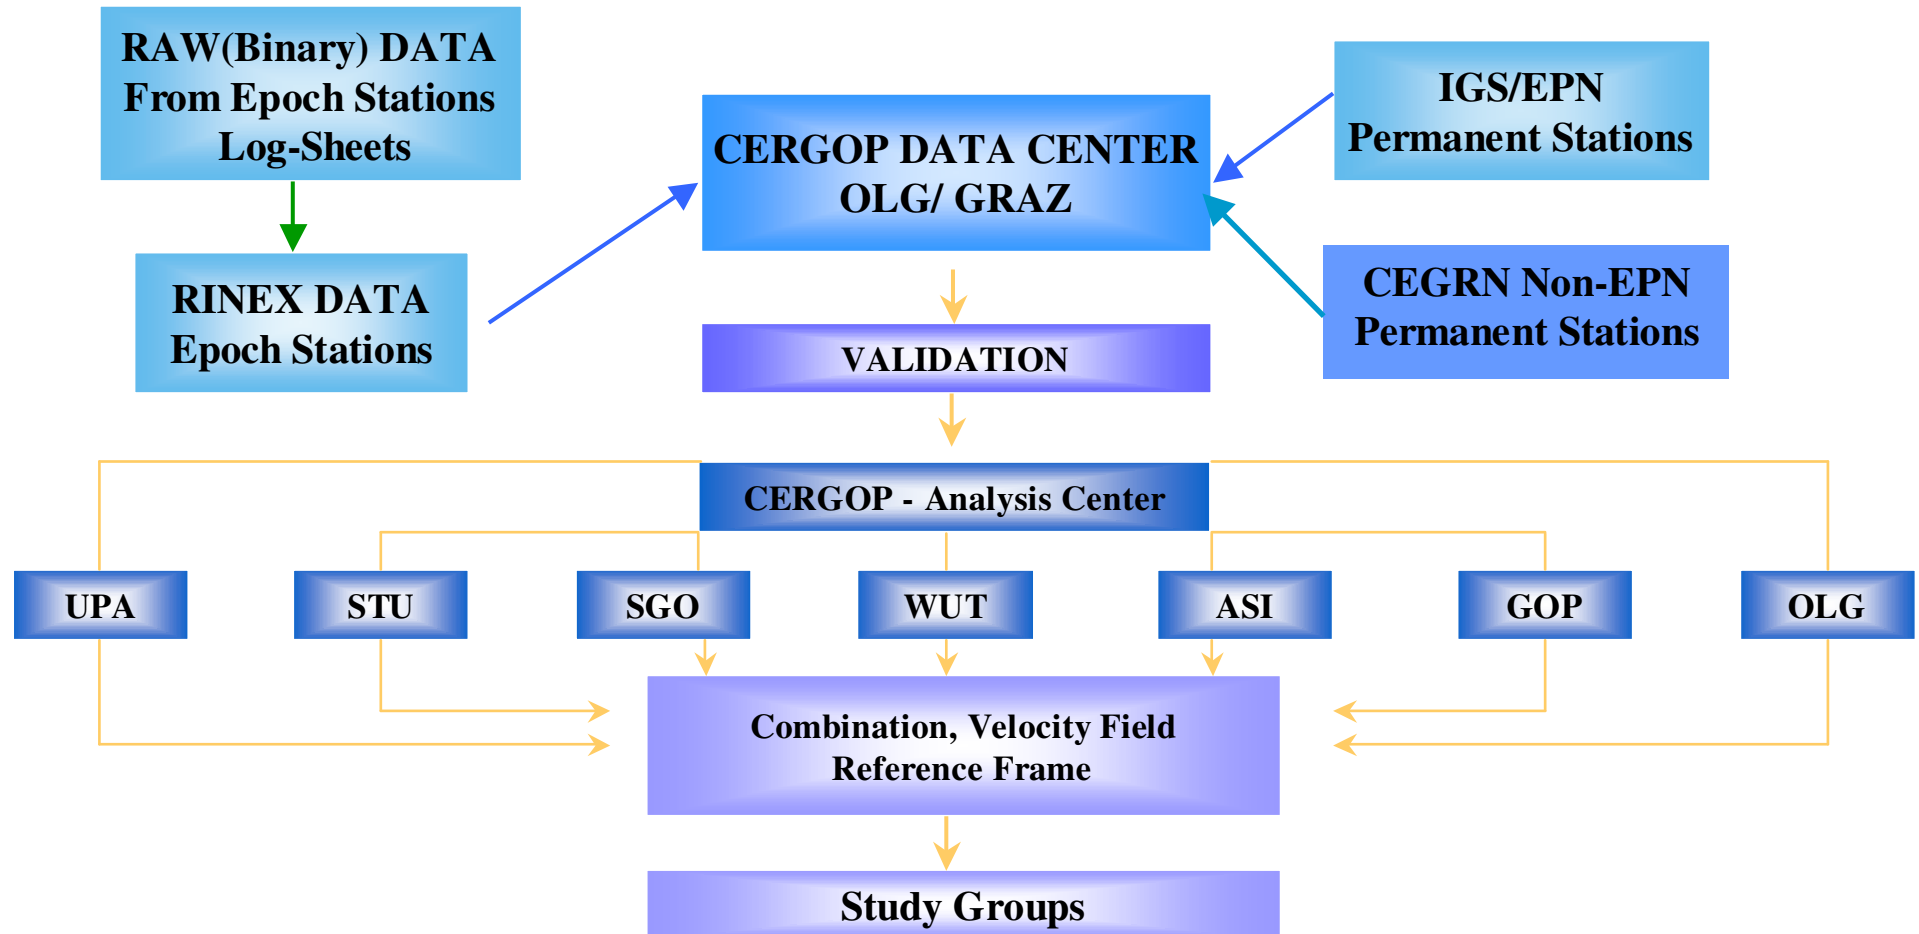 RAW(Binary) DATA
From Epoch Stations
Log-Sheets
RINEX DATA
Epoch Stations
CERGOP DATA CENTER
OLG/ GRAZ
IGS/EPN
Permanent Stations
CEGRN Non-EPN
Permanent Stations
VALIDATION
CERGOP - Analysis Center
UPA
STU
SGO
WUT
ASI
GOP
OLG
Combination, Velocity Field
Reference Frame
Study Groups